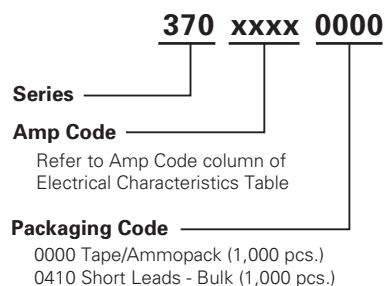 370 xxxx 0000
Series
Amp Code
Refer to Amp Code column of
Electrical Characteristics Table
Packaging Code
0000 Tape/Ammopack (1,000 pcs.)
0410 Short Leads - Bulk (1,000 pcs.)